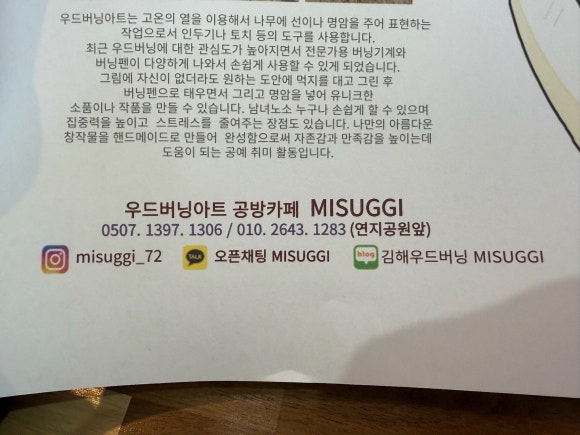 우드버닝아트는 고온의 열을 이용해서 나무에 선이나 명암을 주어 표현하는
작업으로서 인두기나 토치 등의 도구를 사용합니다.
최근 우드버닝에 대한 관심도가 높아지면서 전문가용 버닝기계와
버닝펜이 다양하게 나와서 손쉽게 사용할 수 있게 되었습니다.
그림에 자신이 없더라도 원하는 도안에 먹지를 대고 그린 후
버닝펜으로 태우면서 그리고 명암을 넣어 유니크한
소품이나 작품을 만들 수 있습니다. 남녀노소 누구나 손쉽게 할 수 있으며
집중력을 높이고 스트레스를 줄여주는 장점도 있습니다. 나만의 아름다운
창작물을 핸드메이드로 만들어 완성함으로써 자존감과 만족감을 높이는데
도움이 되는 공예 취미 활동입니다.
우드버닝아트 공방카페 MISUGGI
0507. 1397. 1306 / 010. 2643. 1283 (연지공원앞)
misuggi_72 TALK 오픈채팅 MISUGGI blog 김해우드버닝 MISUGGI